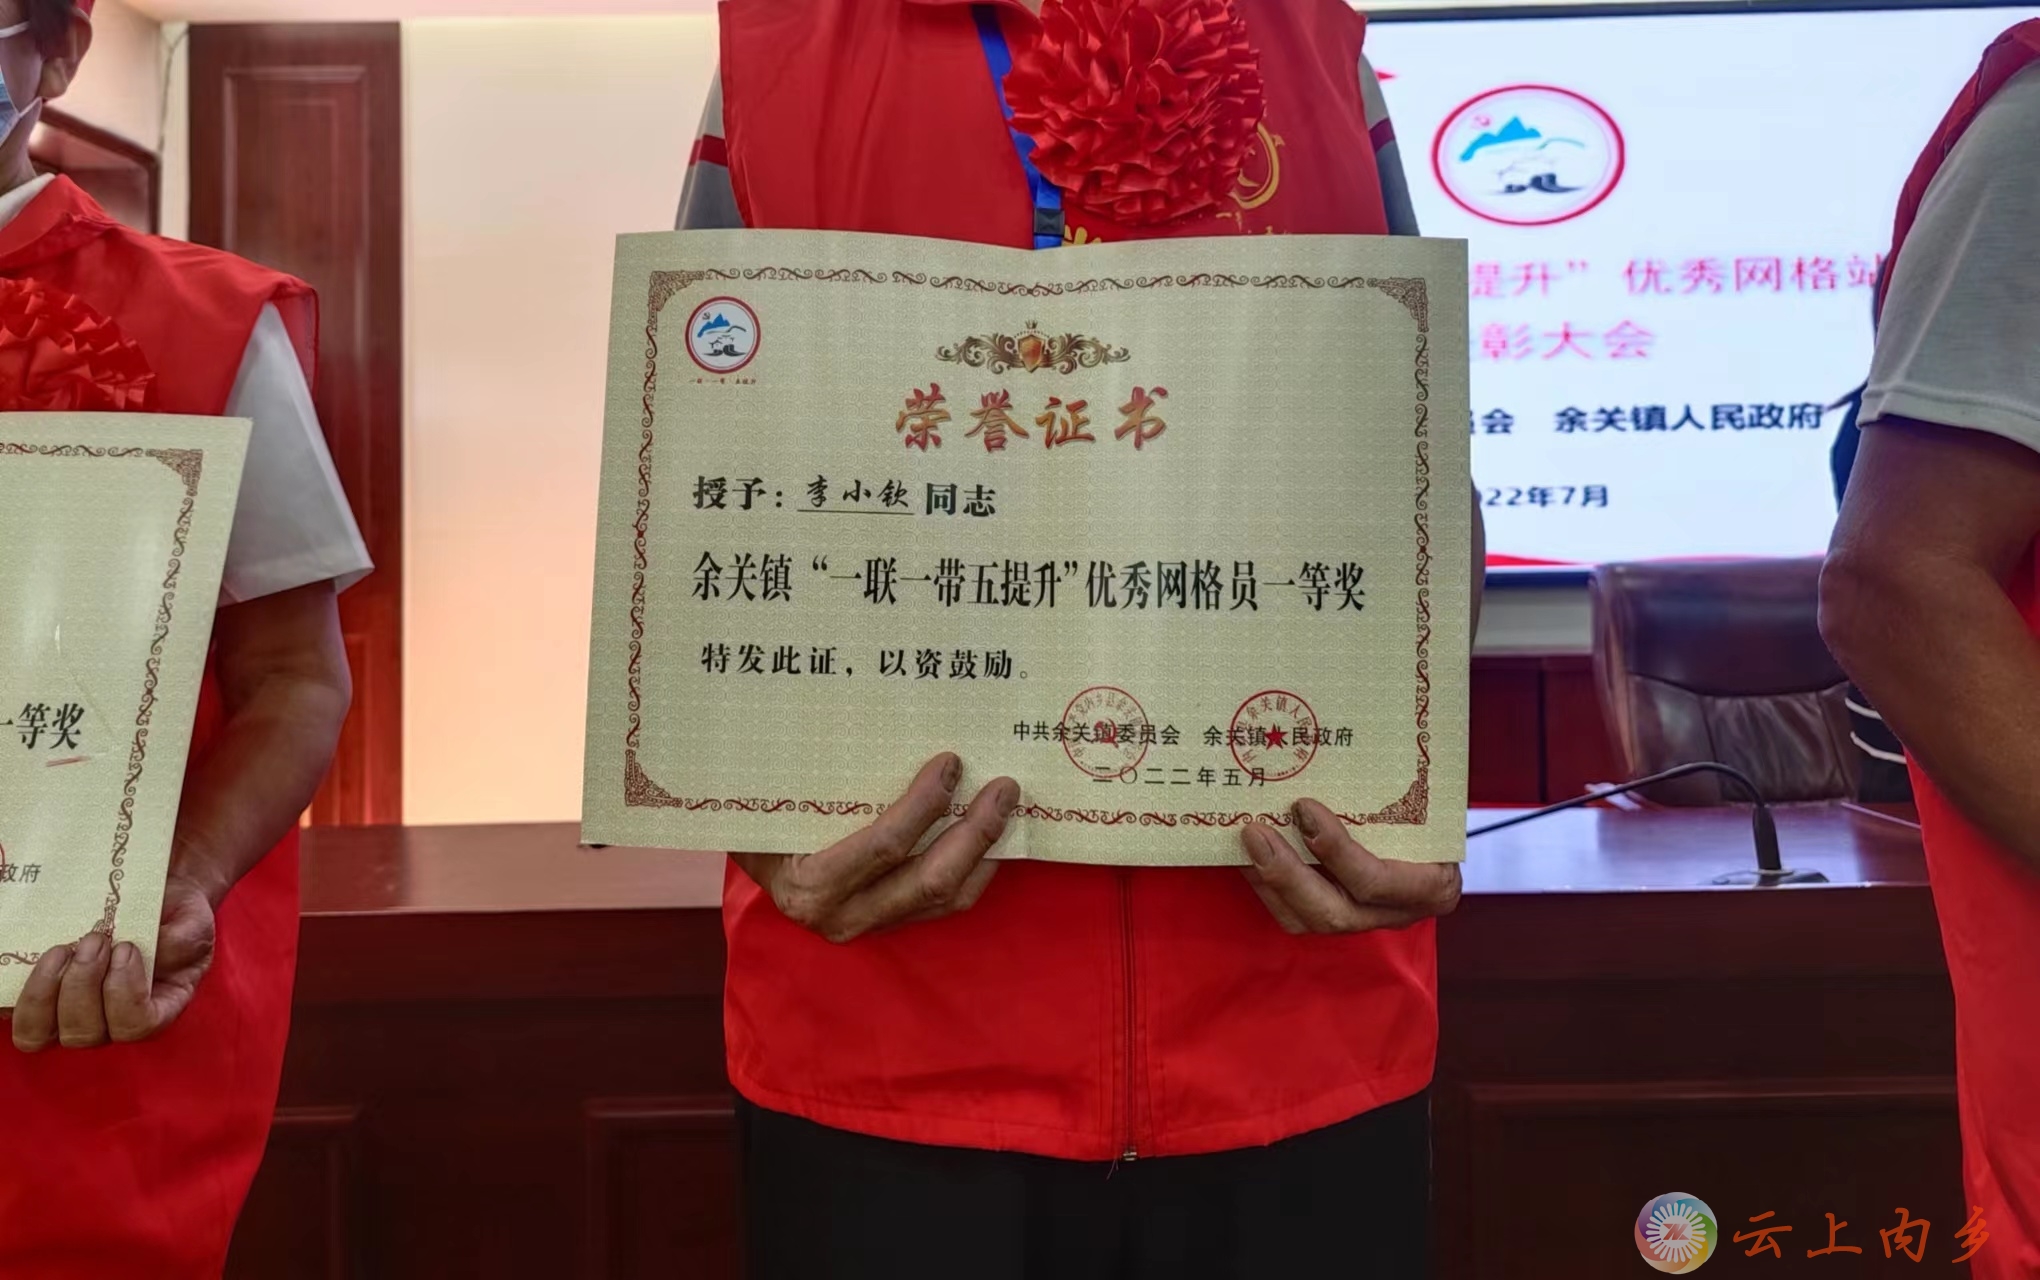 荣誉证书
授予：李小钦 同志
余关镇“一联一带五提升”优秀网格员一等奖
特发此证，以资鼓励。
中共余关镇委员会 余关镇人民政府
二〇二二年五月
提升”优秀网格站
彰大会
员会 余关镇人民政府
22年7月
一等奖
政府
云上内乡